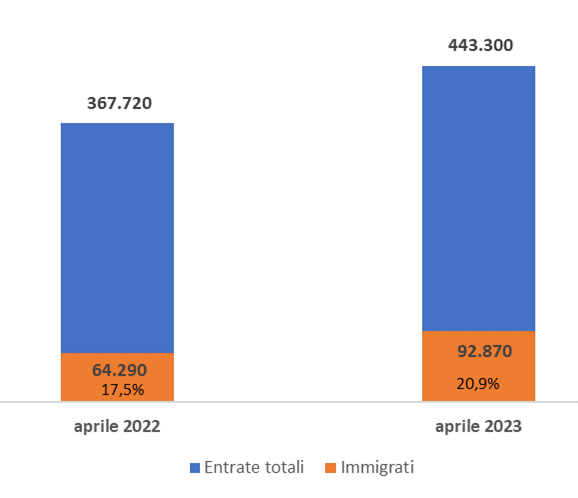 443.300
367.720
92.870
64.290
20,9%
17,5%
aprile 2022
aprile 2023
Entrate totali
Immigrati